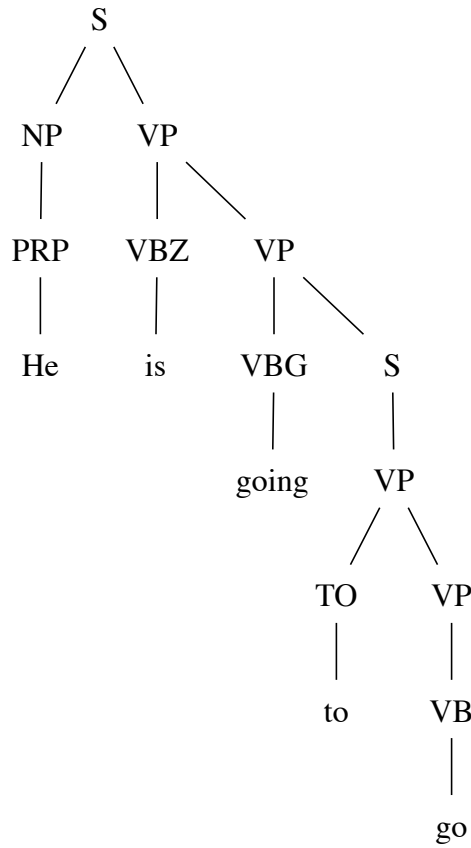 S
NP VP
PRP VBZ VP
He is VBG S
going VP
TO VP
to VB
go